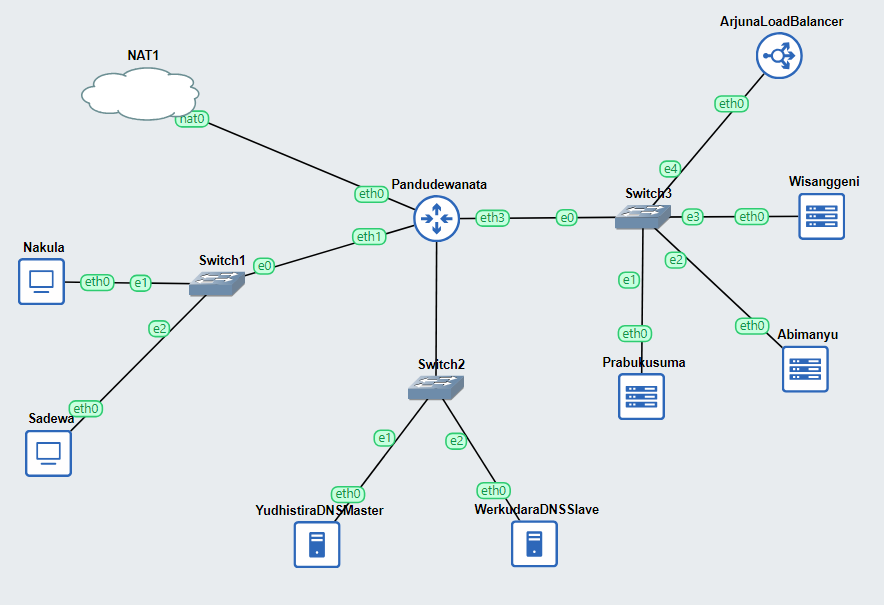 ArjunaLoadBalancer
NAT1
eth0
nat0
e4
Pandudewanata
Wisanggeni
eth0
Switch3
eth3
e0
e3
eth0
eth1
Nakula
Switch1
e0
e2
eth0
e1
e1
e2
eth0
eth0
Abimanyu
Switch2
Prabukusuma
eth0
Sadewa
e1
e2
eth0
eth0
YudhistiraDNSMaster
WerkudaraDNSSlave